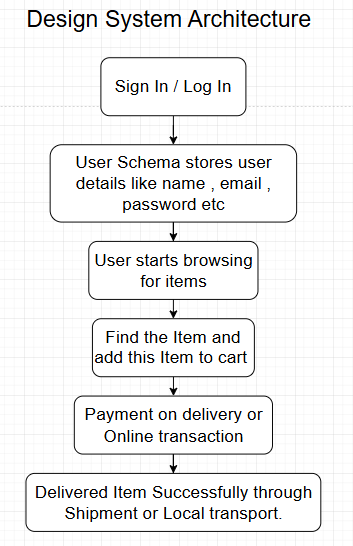 Design System Architecture
Sign In / Log In
User Schema stores user
details like name , email ,
password etc
User starts browsing
for items
Find the Item and
add this Item to cart
Payment on delivery or
Online transaction
Delivered Item Successfully through
Shipment or Local transport.